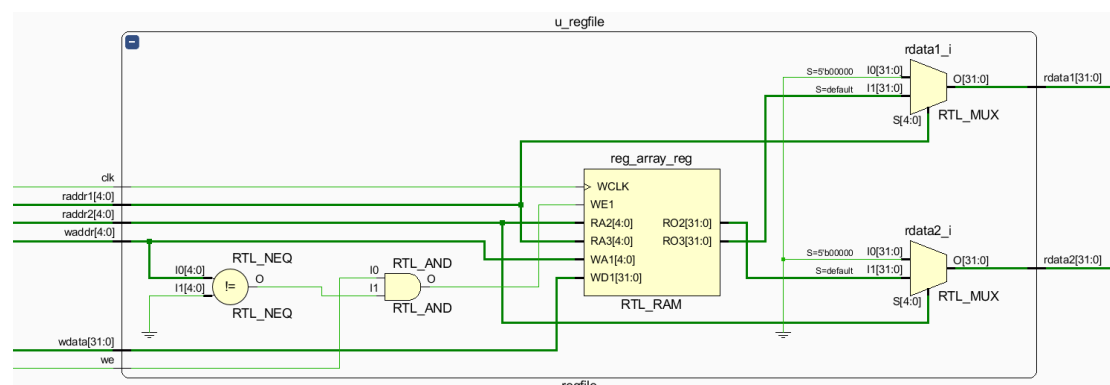 u_regfile
rdata1_i
S=5'b00000 I0[31:0]
S=default I1[31:0]
O[31:0]
rdata1[31:0]
S[4:0]
RTL_MUX
reg_array_reg
clk
WCLK
raddr1[4:0]
WE1
raddr2[4:0]
RA2[4:0] RO2[31:0]
waddr[4:0]
RA3[4:0] RO3[31:0]
WA1[4:0]
WD1[31:0]
RTL_RAM
rdata2_i
S=5'b00000 I0[31:0]
S=default I1[31:0]
O[31:0]
rdata2[31:0]
S[4:0]
RTL_MUX
RTL_NEQ
I0[4:0]
I1[4:0]
!=
O
RTL_NEQ
RTL_AND
I0
I1
O
RTL_AND
wdata[31:0]
we
regfile